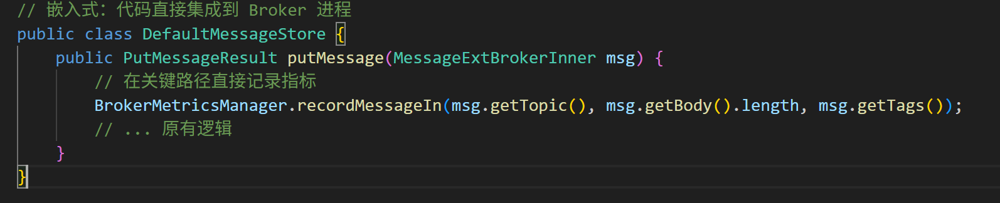 // 嵌入式：代码直接集成到 Broker 进程
public class DefaultMessageStore {
    public PutMessageResult putMessage(MessageExtBrokerInner msg) {
        // 在关键路径直接记录指标
        BrokerMetricsManager.recordMessageIn(msg.getTopic(), msg.getBody().length, msg.getTags());
        // ... 原有逻辑
    }
}